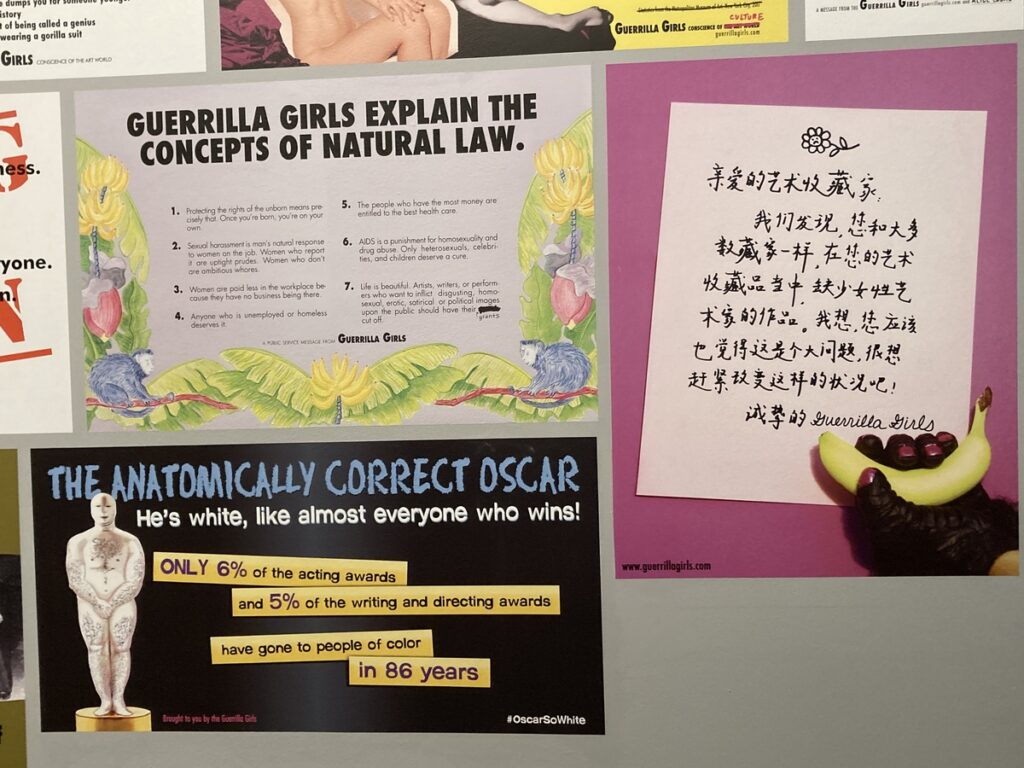 e dumps you for someone younger
istory
t of being called a genius
wearing a gorilla suit
GIRLS CONSCIENCE OF THE ART WORLD
CULTURE
GUERRILLA GIRLS CONSCIENCE OF
guerrillagirls.com
A MESSAGE FROM THE GUERRILLA GIRLS guerrillagirls.com
G
ness.
ryone.
n.
N
GUERRILLA GIRLS EXPLAIN THE
CONCEPTS OF NATURAL LAW.
1. Protecting the rights of the unborn means pre-
cisely that. Once you're born, you're on your
own.
2. Sexual harassment is man's natural response
to women on the job. Women who report
it are uptight prudes. Women who don't
are ambitious whores.
3. Women are paid less in the workplace be-
cause they have no business being there.
4. Anyone who is unemployed or homeless
deserves it.
5. The people who have the most money are
entitled to the best health care.
6. AIDS is a punishment for homosexuality and
drug abuse. Only heterosexuals, celebri-
ties, and children deserve a cure.
7. Life is beautiful. Artists, writers, or perform-
ers who want to inflict disgusting, homo-
sexual, erotic, satirical or political images
upon the public should have their
cut off. grants
A PUBLIC SERVICE MESSAGE FROM GUERRILLA GIRLS
亲爱的艺术收藏家:
我们发现,您和大多
数藏家一样,在您的艺术
收藏品当中缺少女性艺
术家的作品。我想,您应该
也觉得这是个大问题,很想
赶紧改变这样的状况吧!
诚挚的 Guerrilla Girls
www.guerrillagirls.com
THE ANATOMICALLY CORRECT OSCAR
He's white, like almost everyone who wins!
ONLY 6% of the acting awards
and 5% of the writing and directing awards
have gone to people of color
in 86 years
Brought to you by the Guerrilla Girls
#OscarSoWhite